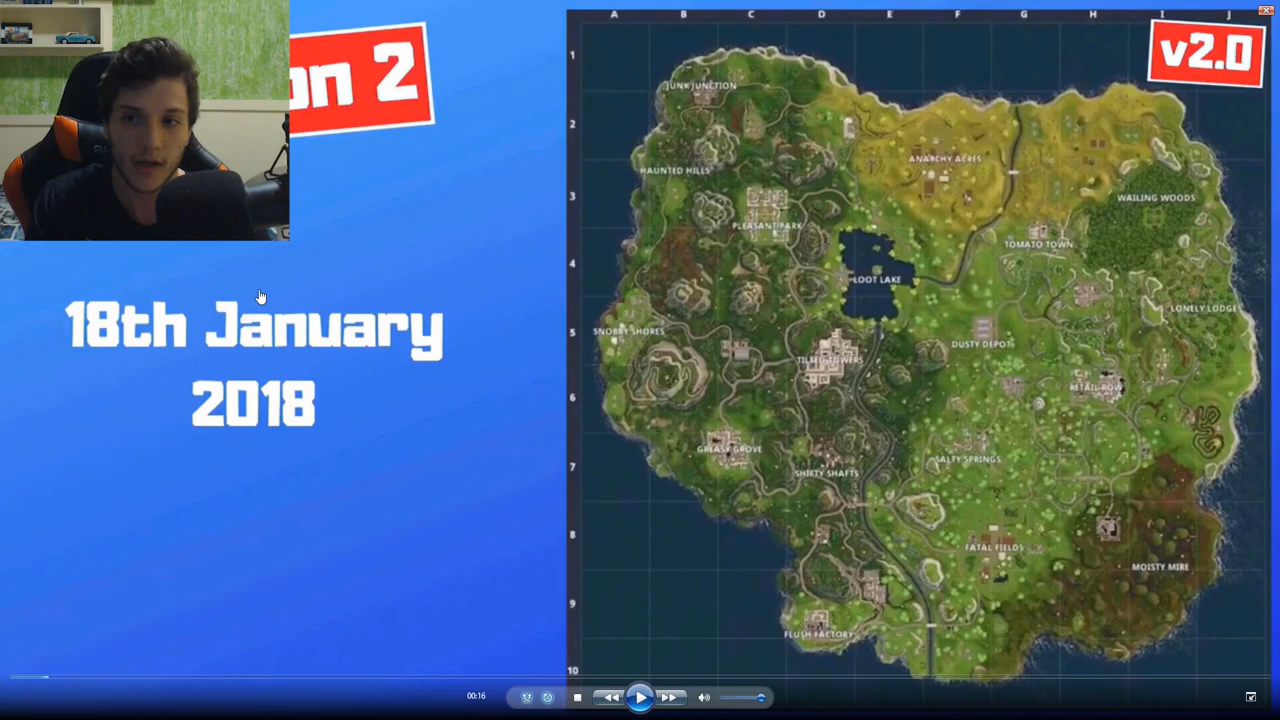 on 2
18th January
2018
v2.0
A B C D E F G H I J
1
2
3
4
5
6
7
8
9
10
JUNK JUNCTION
HAUNTED HILLS
ANARCHY ACRES
WAILING WOODS
PLEASANT PARK
TOMATO TOWN
LOOT LAKE
LONELY LODGE
SNOBBY SHORES
DUSTY DEPOT
TILTED TOWERS
RETAIL ROW
GREASY GROVE
SALTY SPRINGS
SHIFTY SHAFTS
FATAL FIELDS
MOISTY MIRE
FLUSH FACTORY
00:16